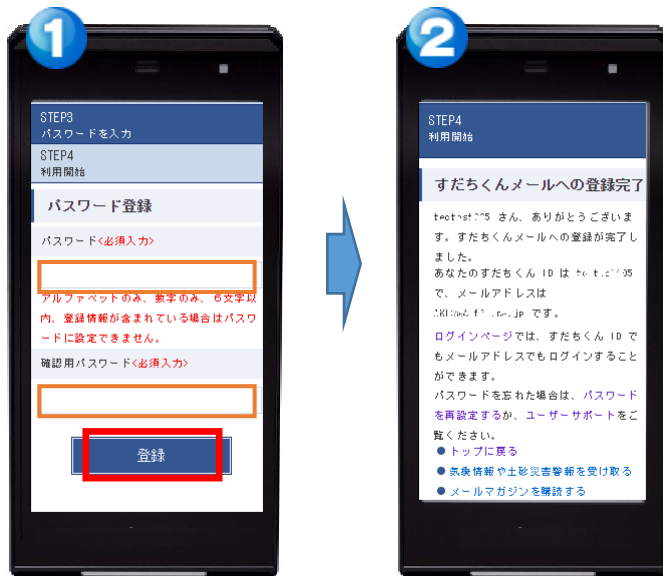 1
STEP3
パスワードを入力
STEP4
利用開始
パスワード登録
パスワード<必須入力>
アルファベットのみ、数字のみ、6文字以
内、登録情報が含まれている場合はパスワ
ードに設定できません。
確認用パスワード<必須入力>
登録
2
STEP4
利用開始
すだちくんメールへの登録完了
さん、ありがとうございま
す。すだちくんメールへの登録が完了し
ました。
あなたのすだちくん ID は
で、メールアドレスは
です。
ログインページでは、すだちくん ID で
もメールアドレスでもログインすること
ができます。
パスワードを忘れた場合は、パスワード
を再設定するか、ユーザーサポートをご
覧ください。
● トップに戻る
● 気象情報や土砂災害警報を受け取る
● メールマガジンを購読する